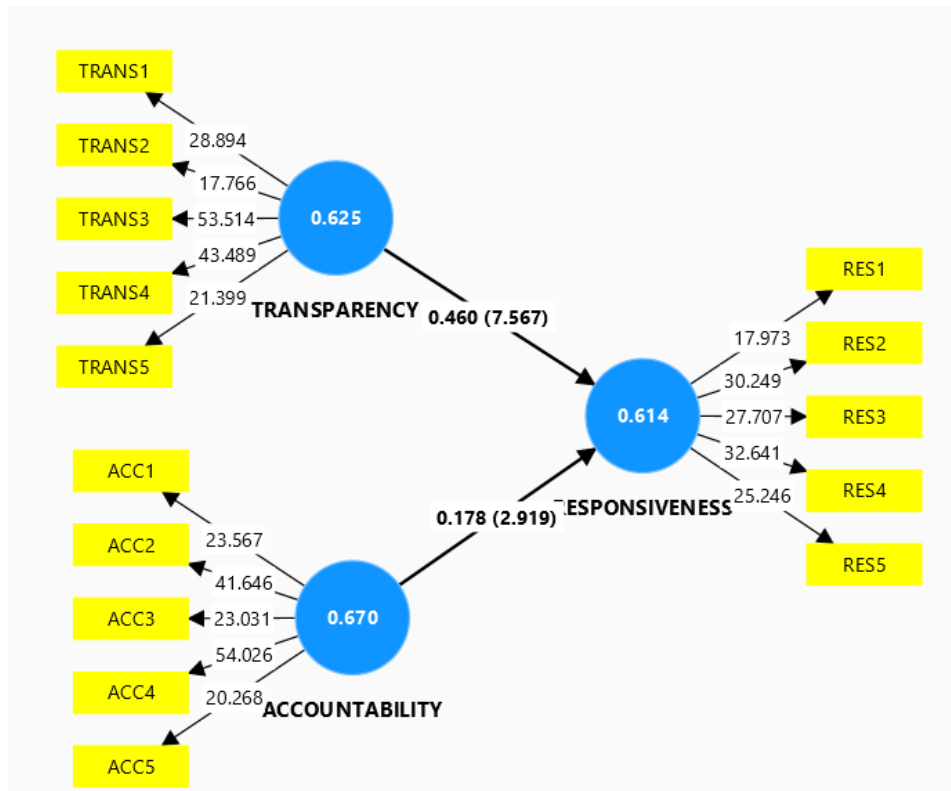 TRANS1
28.894
TRANS2
17.766
TRANS3
53.514
0.625
TRANS4
43.489
TRANS5
21.399
TRANSPARENCY
0.460 (7.567)
RES1
17.973
RES2
30.249
0.614
RES3
27.707
RES4
32.641
RES5
25.246
ESPONSIVENESS
0.178 (2.919)
ACC1
23.567
ACC2
41.646
ACC3
23.031
0.670
ACC4
54.026
ACC5
20.268
ACCOUNTABILITY